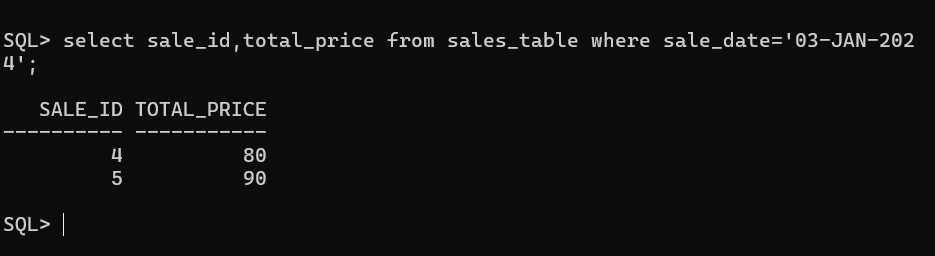 SQL> select sale_id,total_price from sales_table where sale_date='03-JAN-202
4';
   SALE_ID TOTAL_PRICE
---------- -----------
         4          80
         5          90
SQL>